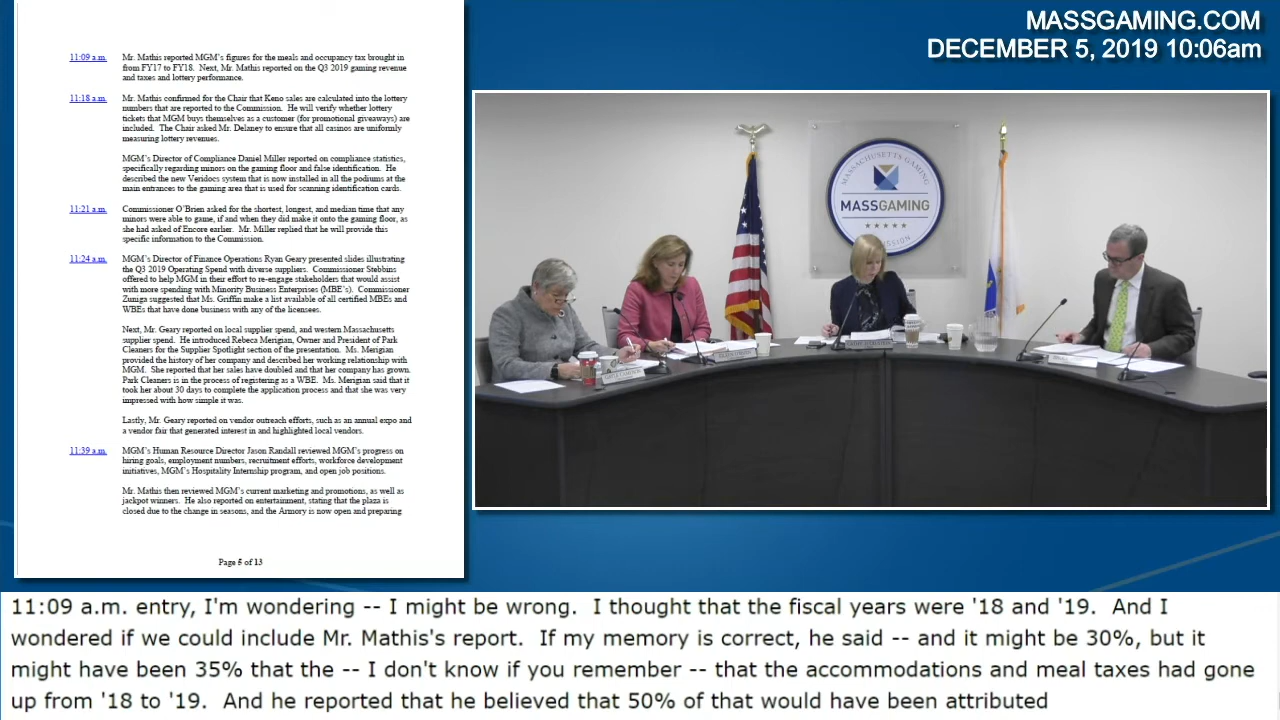 MASSGAMING.COM
DECEMBER 5, 2019 10:06am
11:09 a.m. Mr. Mathis reported MGM's figures for the meals and occupancy tax brought in
from FY17 to FY18. Next, Mr. Mathis reported on the Q3 2019 gaming revenue
and taxes and lottery performance.
11:18 a.m. Mr. Mathis confirmed for the Chair that Keno sales are calculated into the lottery
numbers that are reported to the Commission. He will verify whether lottery
tickets that MGM buys themselves as a customer (for promotional giveaways) are
included. The Chair asked Mr. Delaney to ensure that all casinos are uniformly
measuring lottery revenues.
MGM's Director of Compliance Daniel Miller reported on compliance statistics,
specifically regarding minors on the gaming floor and false identification. He
described the new Veridocs system that is now installed in all the podiums at the
main entrances to the gaming area that is used for scanning identification cards.
11:21 a.m. Commissioner O'Brien asked for the shortest, longest, and median time that any
minors were able to game, if and when they did make it onto the gaming floor, as
she had asked of Encore earlier. Mr. Miller replied that he will provide this
specific information to the Commission.
11:24 a.m. MGM's Director of Finance Operations Ryan Geary presented slides illustrating
the Q3 2019 Operating Spend with diverse suppliers. Commissioner Stebbins
offered to help MGM in their effort to re-engage stakeholders that would assist
with more spending with Minority Business Enterprises (MBE's). Commissioner
Zuniga suggested that Ms. Griffin make a list available of all certified MBEs and
WBEs that have done business with any of the licensees.
Next, Mr. Geary reported on local supplier spend, and western Massachusetts
supplier spend. He introduced Rebeca Merigian, Owner and President of Park
Cleaners for the Supplier Spotlight section of the presentation. Ms. Merigian
provided the history of her company and described her working relationship with
MGM. She reported that her sales have doubled and that her company has grown.
Park Cleaners is in the process of registering as a WBE. Ms. Merigian said that it
took her about 30 days to complete the application process and that she was very
impressed with how simple it was.
Lastly, Mr. Geary reported on vendor outreach efforts, such as an annual expo and
a vendor fair that generated interest in and highlighted local vendors.
11:39 a.m. MGM's Human Resource Director Jason Randall reviewed MGM's progress on
hiring goals, employment numbers, recruitment efforts, workforce development
initiatives, MGM's Hospitality Internship program, and open job positions.
Mr. Mathis then reviewed MGM's current marketing and promotions, as well as
jackpot winners. He also reported on entertainment, stating that the plaza is
closed due to the change in seasons, and the Armory is now open and preparing
Page 5 of 13
MASSACHUSETTS GAMING
MASSGAMING
11:09 a.m. entry, I'm wondering -- I might be wrong. I thought that the fiscal years were '18 and '19. And I
wondered if we could include Mr. Mathis's report. If my memory is correct, he said -- and it might be 30%, but it
might have been 35% that the -- I don't know if you remember -- that the accommodations and meal taxes had gone
up from '18 to '19. And he reported that he believed that 50% of that would have been attributed